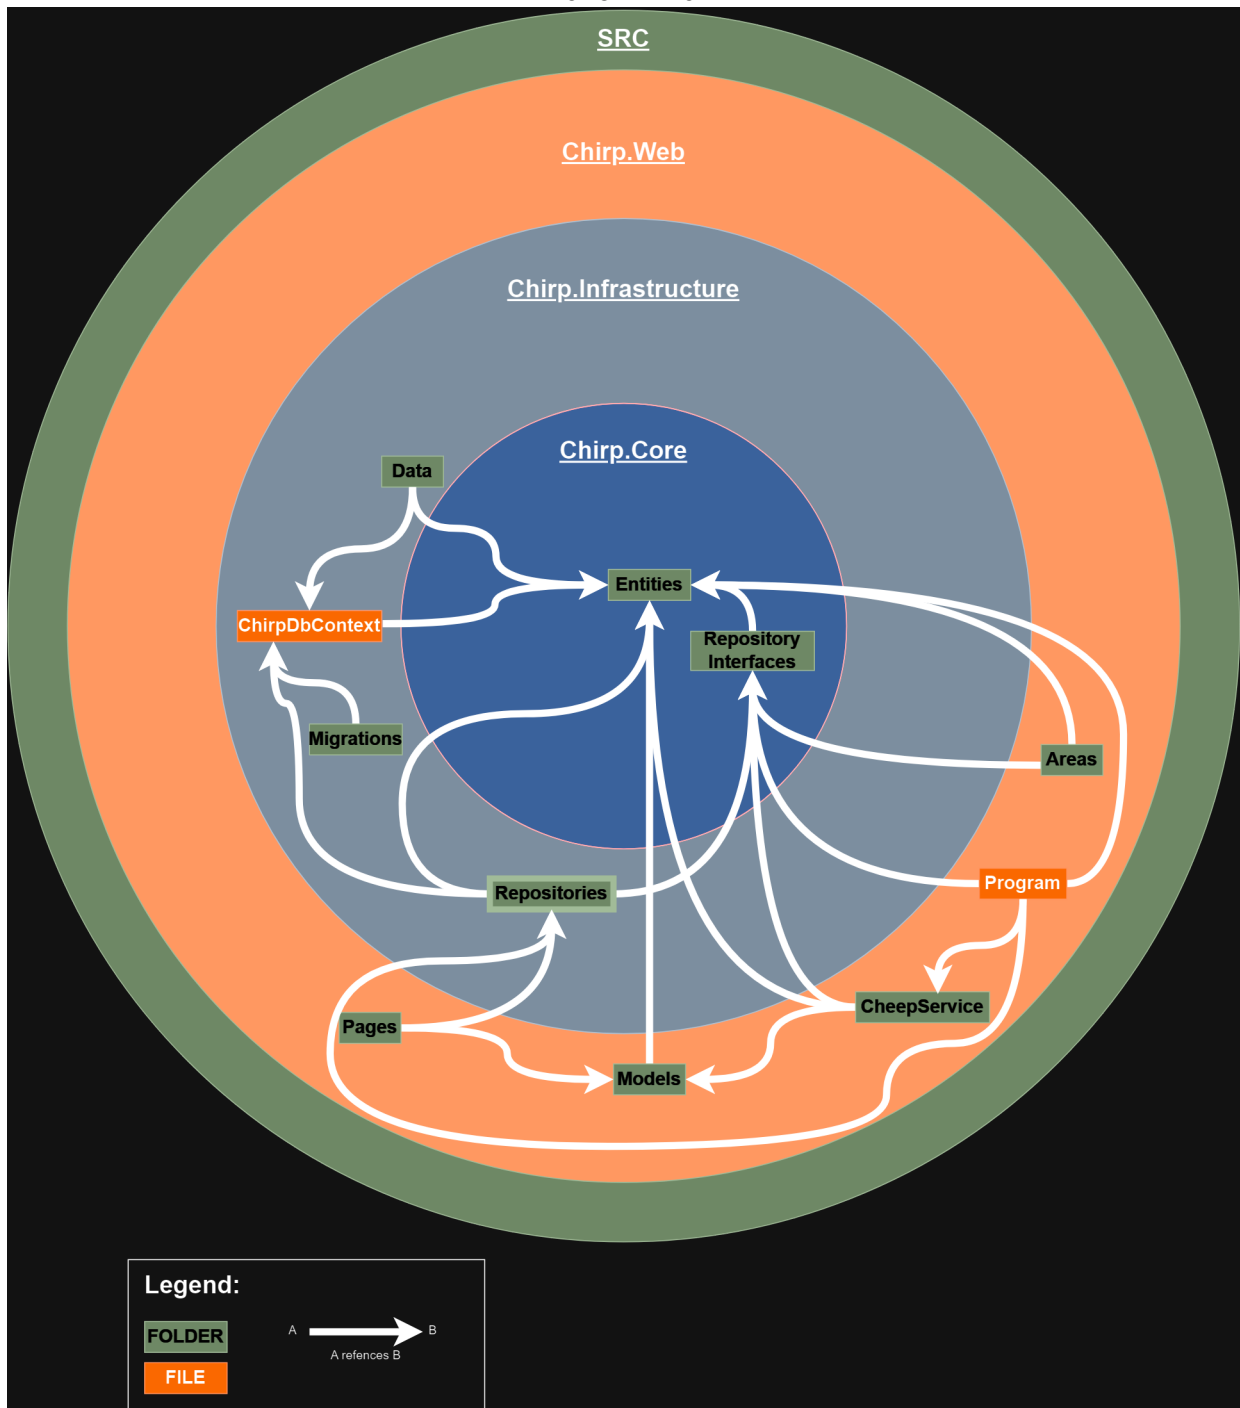 SRC
Chirp.Web
Chirp.Infrastructure
Chirp.Core
Data
Entities
ChirpDbContext
Repository
Interfaces
Migrations
Areas
Program
Repositories
CheepService
Pages
Models
Legend:
FOLDER
A
B
A refences B
FILE